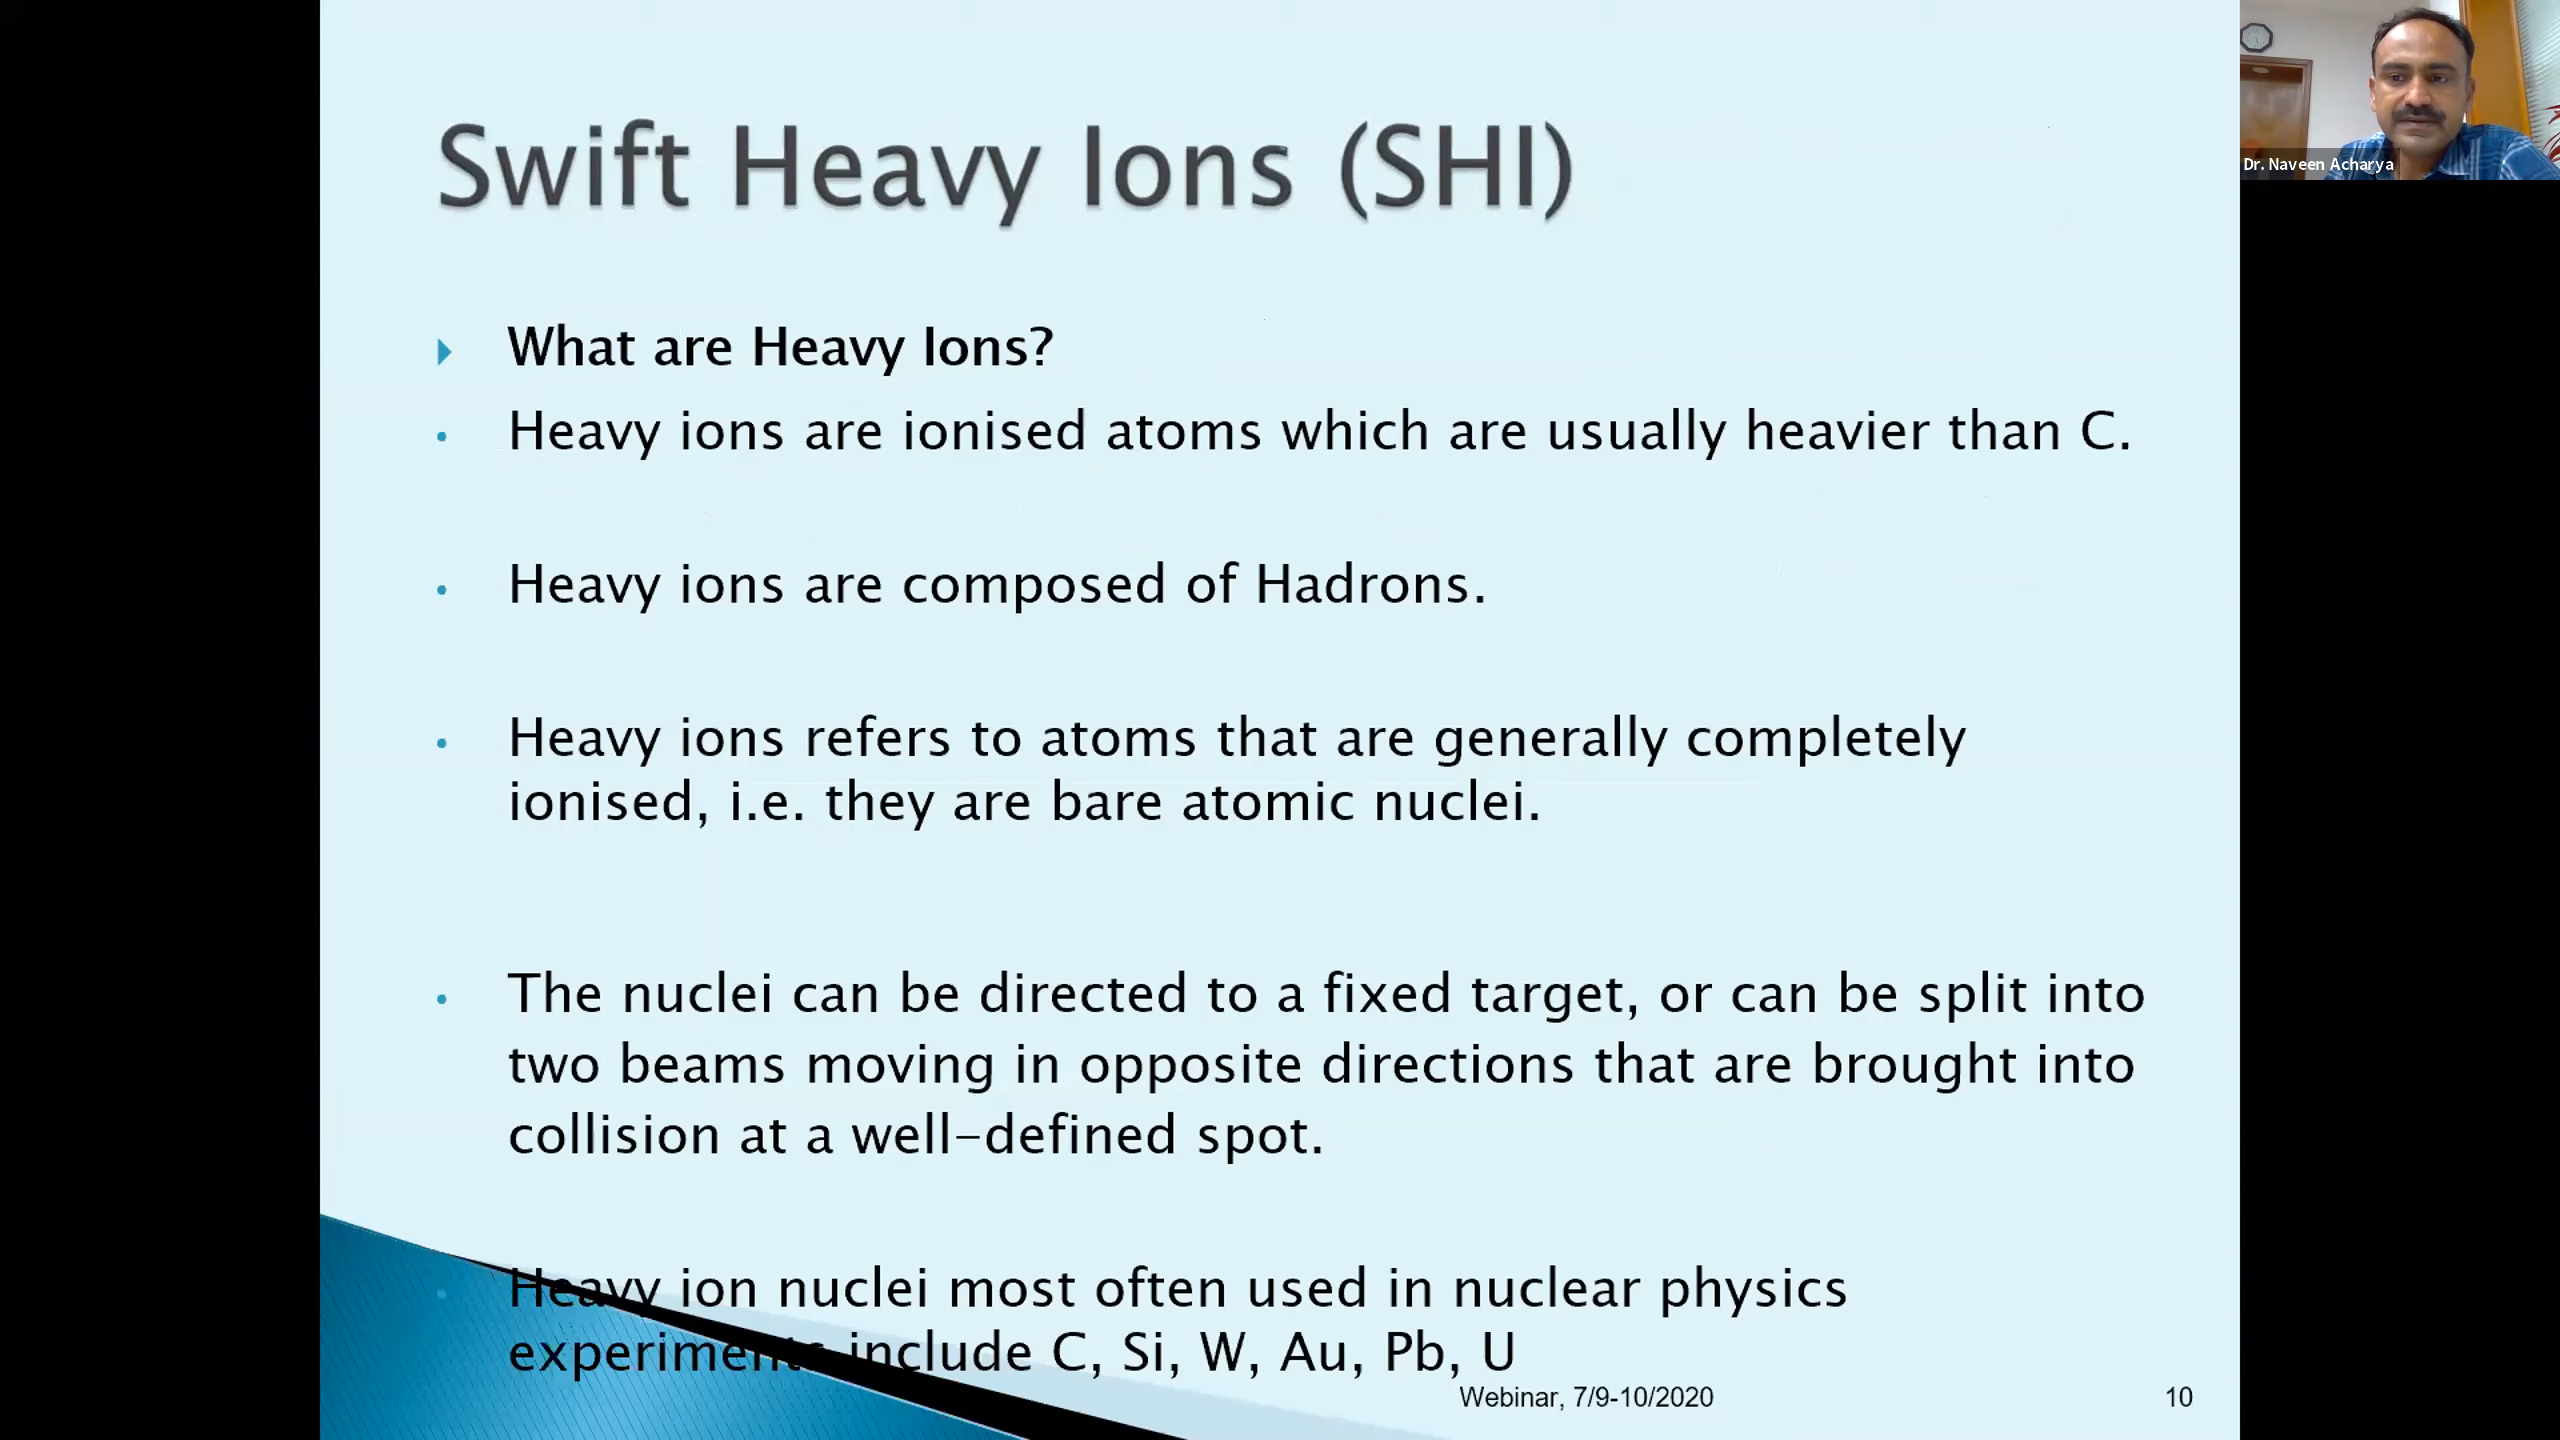 Swift Heavy Ions (SHI)
What are Heavy Ions?
Heavy ions are ionised atoms which are usually heavier than C.
Heavy ions are composed of Hadrons.
Heavy ions refers to atoms that are generally completely
ionised, i.e. they are bare atomic nuclei.
The nuclei can be directed to a fixed target, or can be split into
two beams moving in opposite directions that are brought into
collision at a well-defined spot.
Heavy ion nuclei most often used in nuclear physics
experiments include C, Si, W, Au, Pb, U
Webinar, 7/9-10/2020
10
Dr. Naveen Acharya